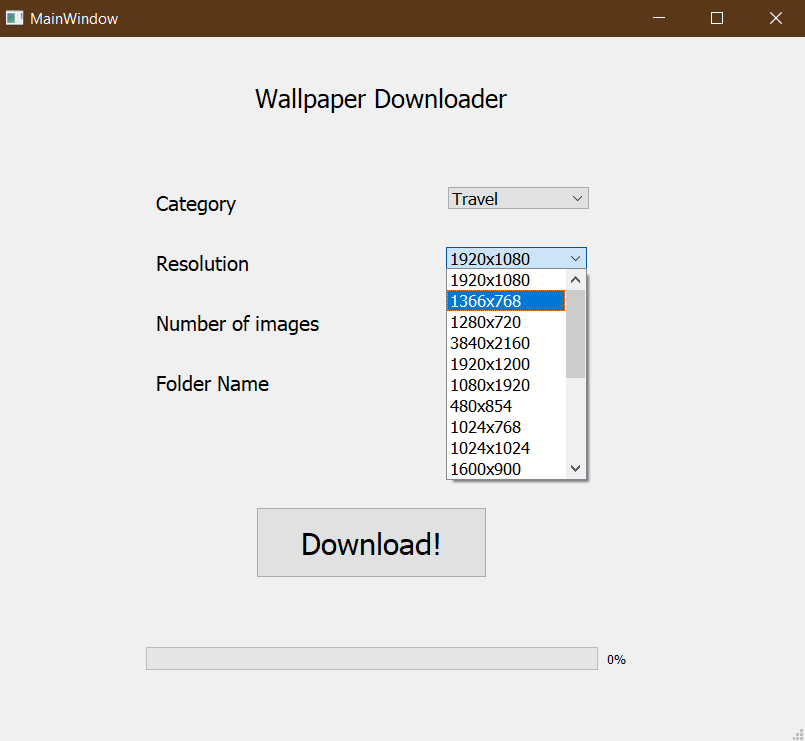 MainWindow
Wallpaper Downloader
Category
Travel
Resolution
1920x1080
1920x1080
1366x768
1280x720
3840x2160
1920x1200
1080x1920
480x854
1024x768
1024x1024
1600x900
Number of images
Folder Name
Download!
0%